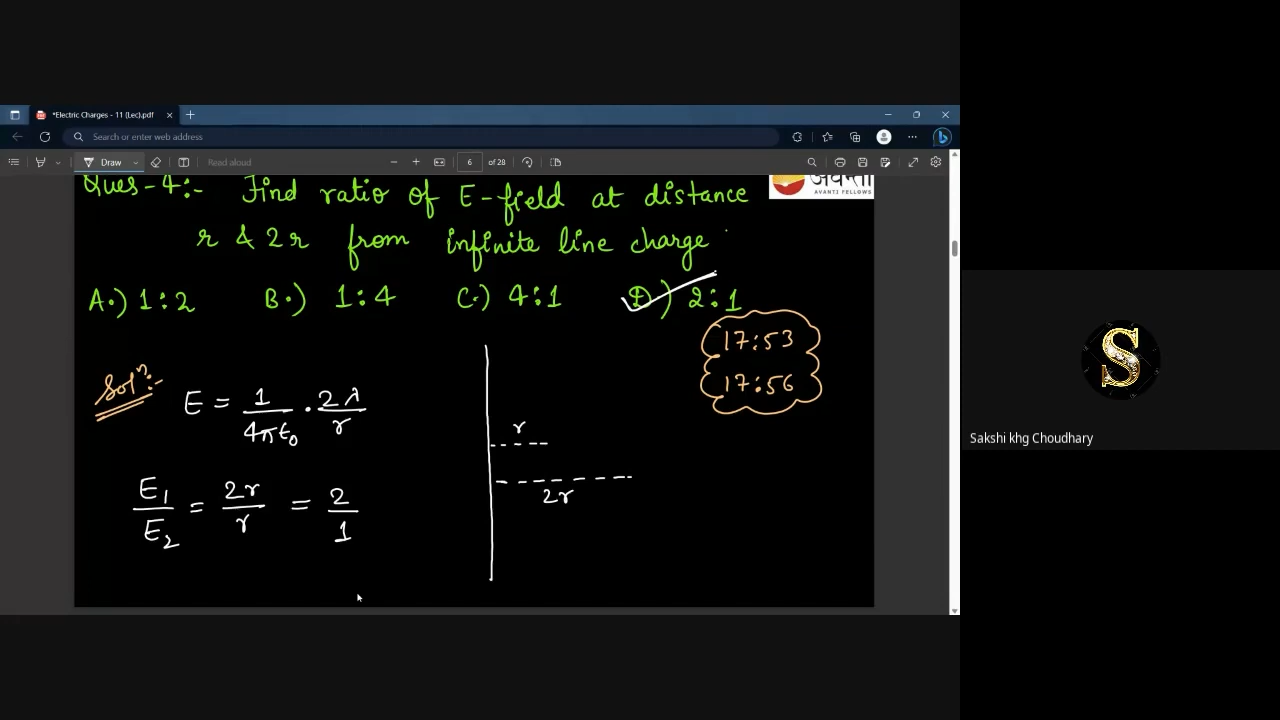 *Electric Charges - 11 (Lec).pdf
Search or enter web address
Draw
Read aloud
6 of 28
Ques-4:- Find ratio of E-field at distance
r & 2r from infinite line charge
अवन्ती
AVANTI FELLOWS
A.) 1:2 B.) 1:4 C.) 4:1 D.) 2:1
17:53
17:56
Solⁿ:-
E = 1/4πε₀ · 2λ/r
E₁/E₂ = 2r/r = 2/1
r
2r
S
Sakshi khg Choudhary